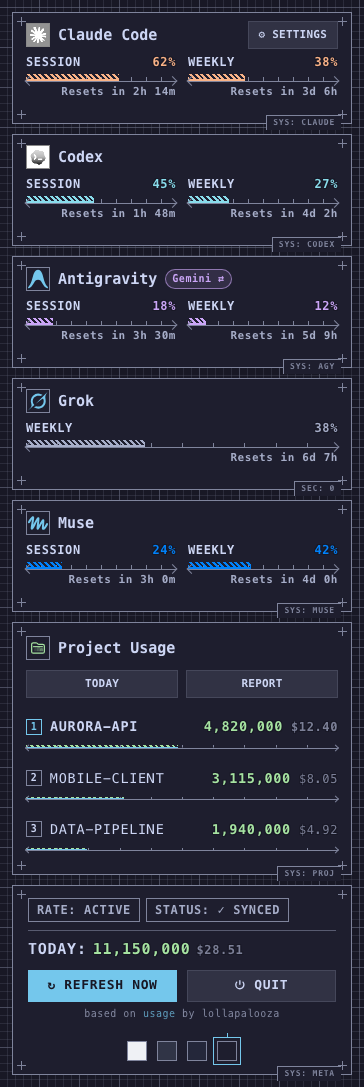 Claude Code ⚙ SETTINGS
SESSION 62% WEEKLY 38%
Resets in 2h 14m Resets in 3d 6h
SYS: CLAUDE
Codex
SESSION 45% WEEKLY 27%
Resets in 1h 48m Resets in 4d 2h
SYS: CODEX
Antigravity Gemini ⇄
SESSION 18% WEEKLY 12%
Resets in 3h 30m Resets in 5d 9h
SYS: AGY
Grok
WEEKLY 38%
Resets in 6d 7h
SEC: 0
Muse
SESSION 24% WEEKLY 42%
Resets in 3h 0m Resets in 4d 0h
SYS: MUSE
Project Usage
TODAY REPORT
1 AURORA-API 4,820,000 $12.40
2 MOBILE-CLIENT 3,115,000 $8.05
3 DATA-PIPELINE 1,940,000 $4.92
SYS: PROJ
RATE: ACTIVE STATUS: ✓ SYNCED
TODAY: 11,150,000 $28.51
↻ REFRESH NOW ⏻ QUIT
based on usage by lollapalooza
SYS: META